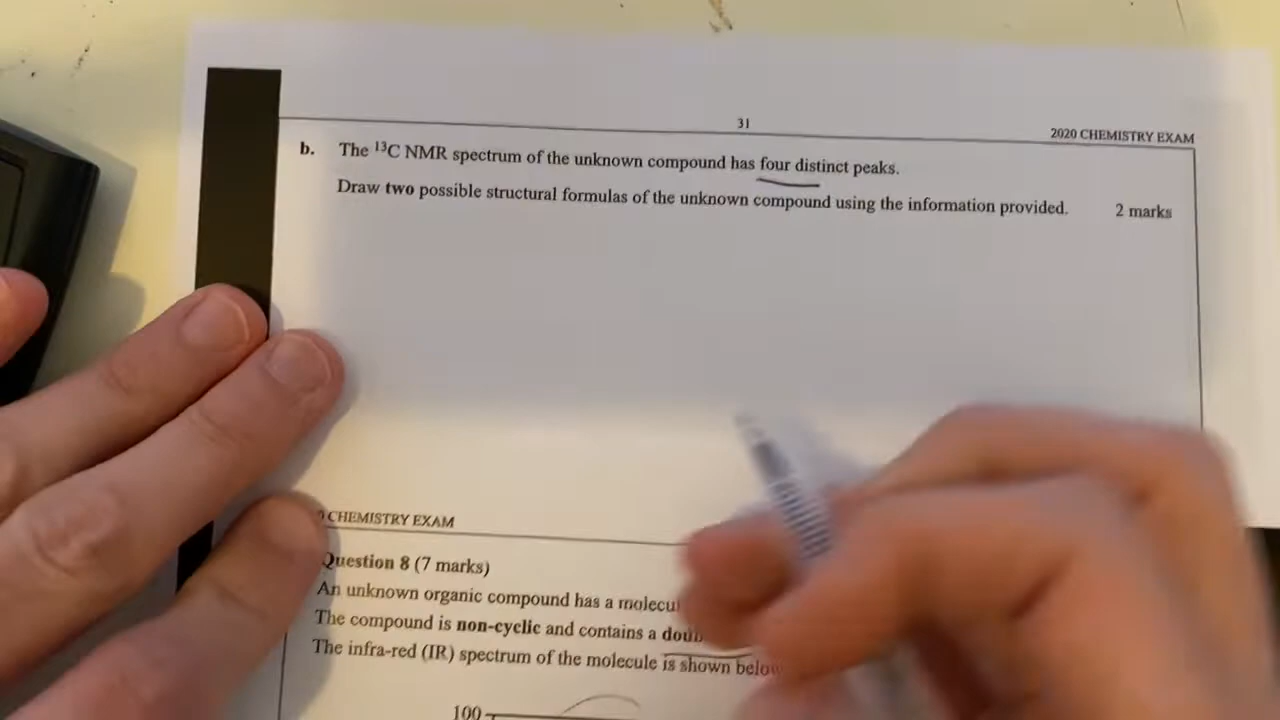 31
2020 CHEMISTRY EXAM
b. The ¹³C NMR spectrum of the unknown compound has four distinct peaks.
Draw two possible structural formulas of the unknown compound using the information provided. 2 marks
CHEMISTRY EXAM
Question 8 (7 marks)
An unknown organic compound has a
The compound is non-cyclic and contains a
The infra-red (IR) spectrum of the molecule is shown below
100